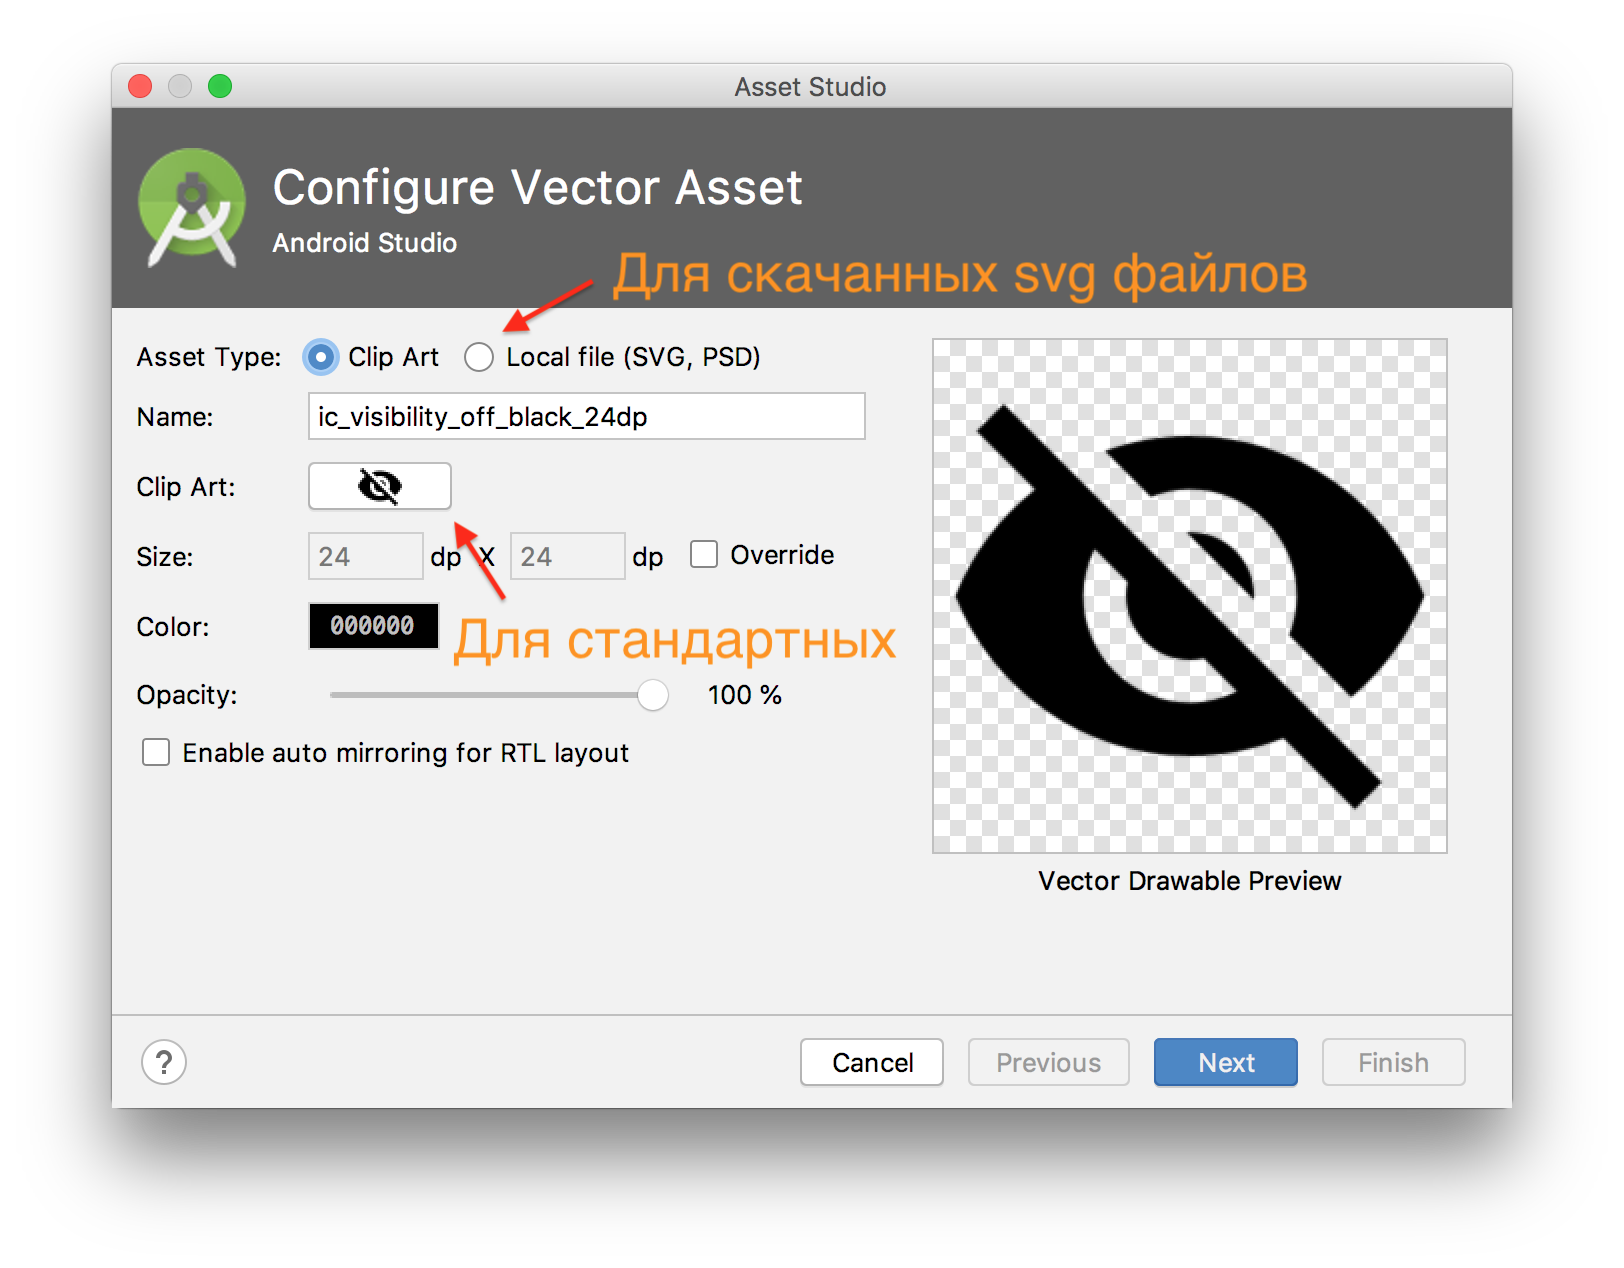 Asset Studio
Configure Vector Asset
Android Studio
Для скачанных svg файлов
Asset Type: Clip Art Local file (SVG, PSD)
Name: ic_visibility_off_black_24dp
Clip Art:
Size: 24 dp X 24 dp Override
Color: 000000
Для стандартных
Opacity: 100 %
Enable auto mirroring for RTL layout
Vector Drawable Preview
? Cancel Previous Next Finish